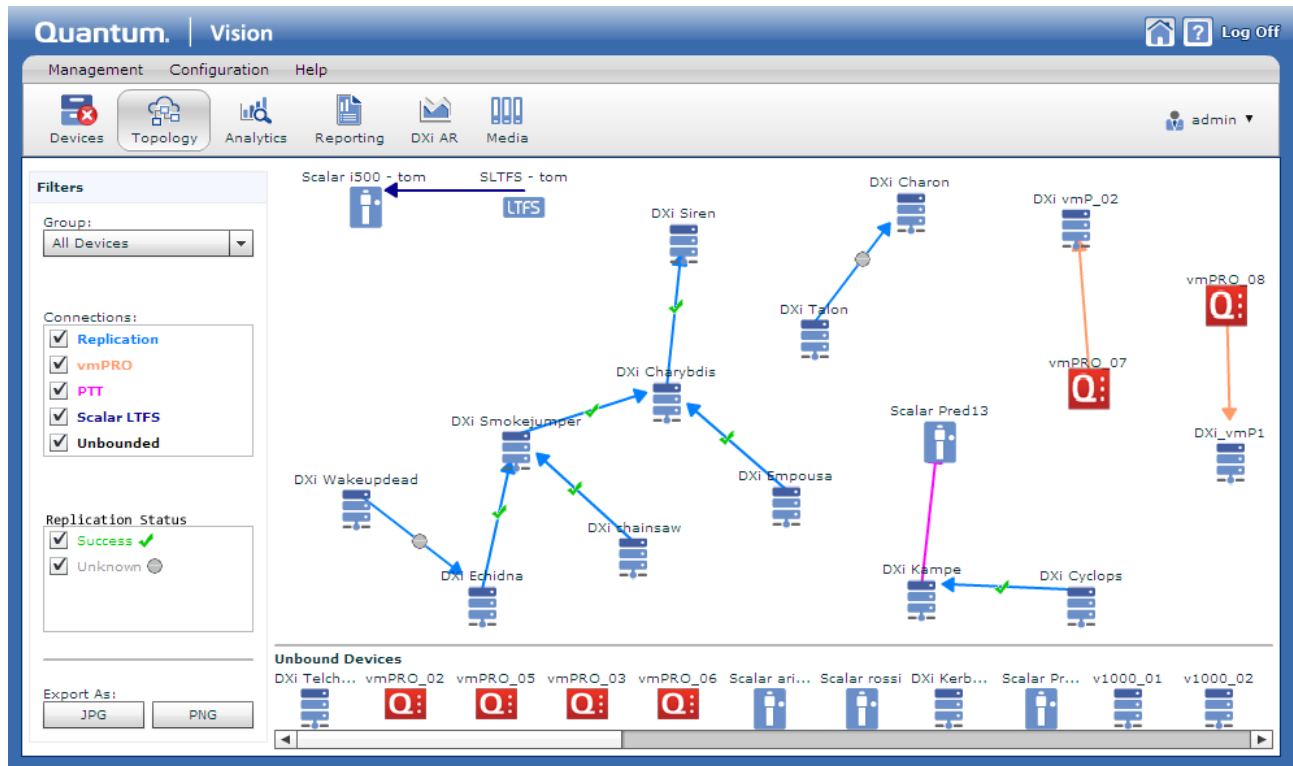 Quantum. | Vision
Log Off
Management Configuration Help
Devices Topology Analytics Reporting DXi AR Media
admin ▼
Filters
Group:
All Devices
Connections:
Replication
vmPRO
PTT
Scalar LTFS
Unbounded
Replication Status
Success
Unknown
Export As:
JPG PNG
Scalar i500 - tom SLTFS - tom
LTFS
DXi Siren
DXi Charon
DXi vmP_02
vmPRO_08
Q:
DXi Talon
vmPRO_07
Q:
DXi Charybdis
DXi Smokejumper
Scalar Pred13
DXi_vmP1
DXi Wakeupdead
DXi Empousa
DXi chainsaw
DXi Echidna
DXi Kampe
DXi Cyclops
Unbound Devices
DXi Telch... vmPRO_02 vmPRO_05 vmPRO_03 vmPRO_06 Scalar ari... Scalar rossi DXi Kerb... Scalar Pr... v1000_01 v1000_02
Q: Q: Q: Q: